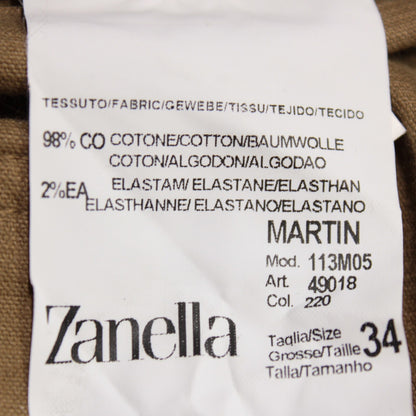 TESSUTO/FABRIC/GEWEBE/TISSU/TEJIDO/TECIDO
98% CO COTONE/COTTON/BAUMWOLLE
COTON/ALGODON/ALGODAO
2%EA ELASTAM/ELASTANE/ELASTHAN
ELASTHANNE/ELASTANO/ELASTANO
MARTIN
Mod. 113M05
Art. 49018
Col. 220
Zanella
Taglia/Size
Grosse/Taille 34
Talla/Tamanho